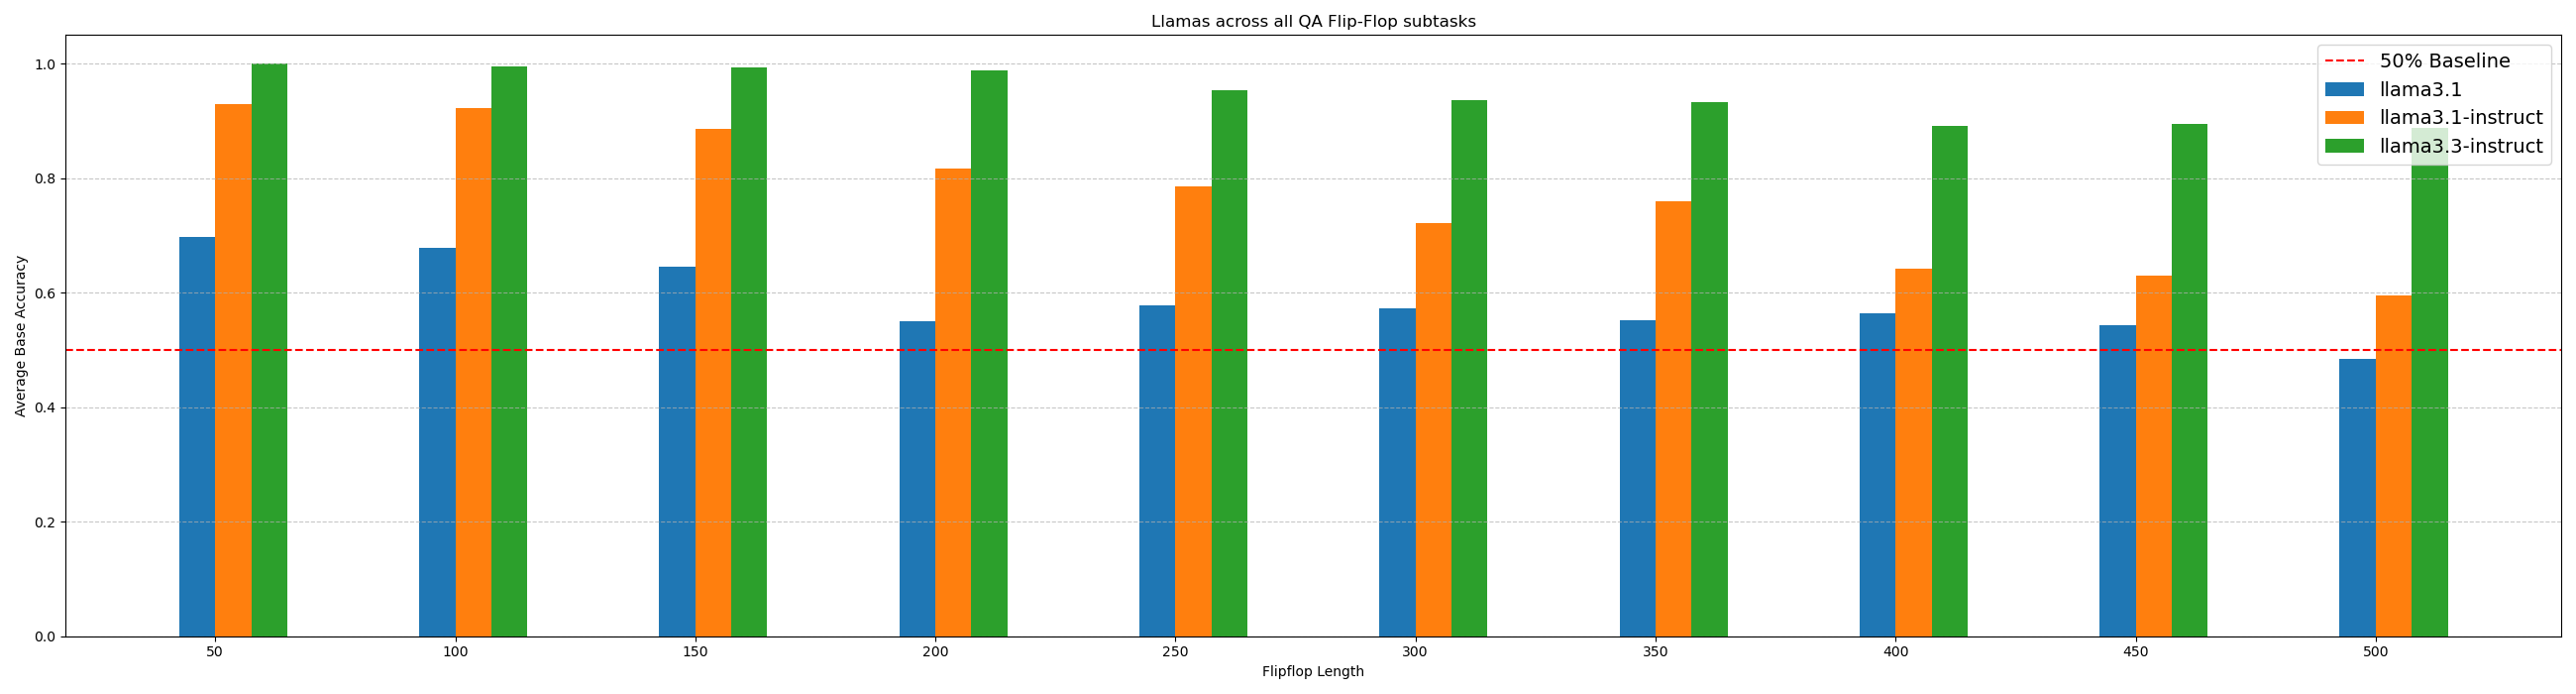 Llamas across all QA Flip-Flop subtasks
50% Baseline
llama3.1
llama3.1-instruct
llama3.3-instruct
Average Base Accuracy
1.0
0.8
0.6
0.4
0.2
0.0
50 100 150 200 250 300 350 400 450 500
Flipflop Length